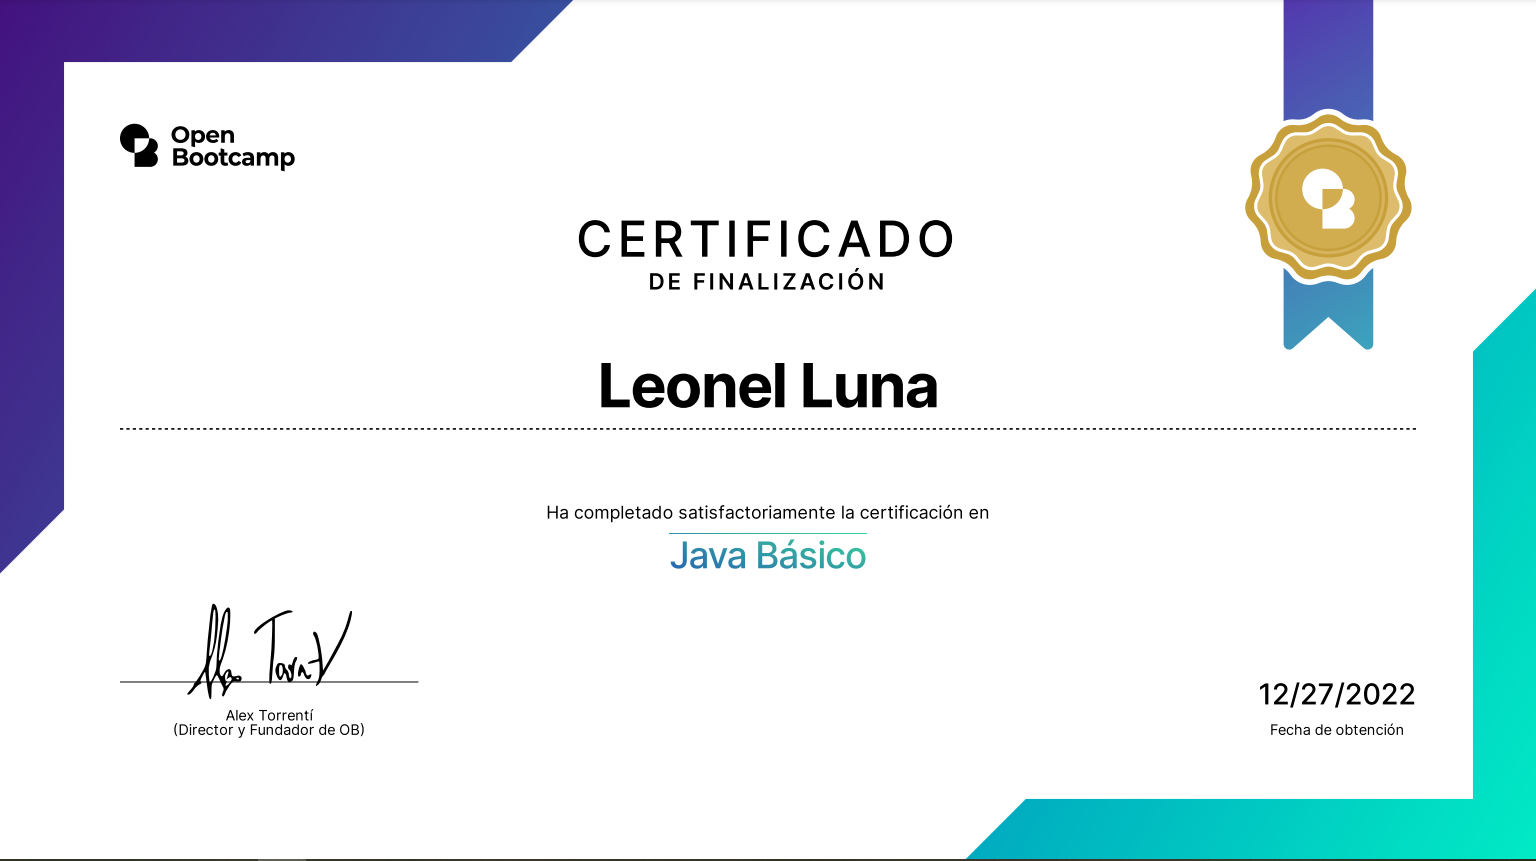 Open
Bootcamp
CERTIFICADO
DE FINALIZACIÓN
Leonel Luna
Ha completado satisfactoriamente la certificación en
Java Básico
Alex Torrentí
(Director y Fundador de OB)
12/27/2022
Fecha de obtención